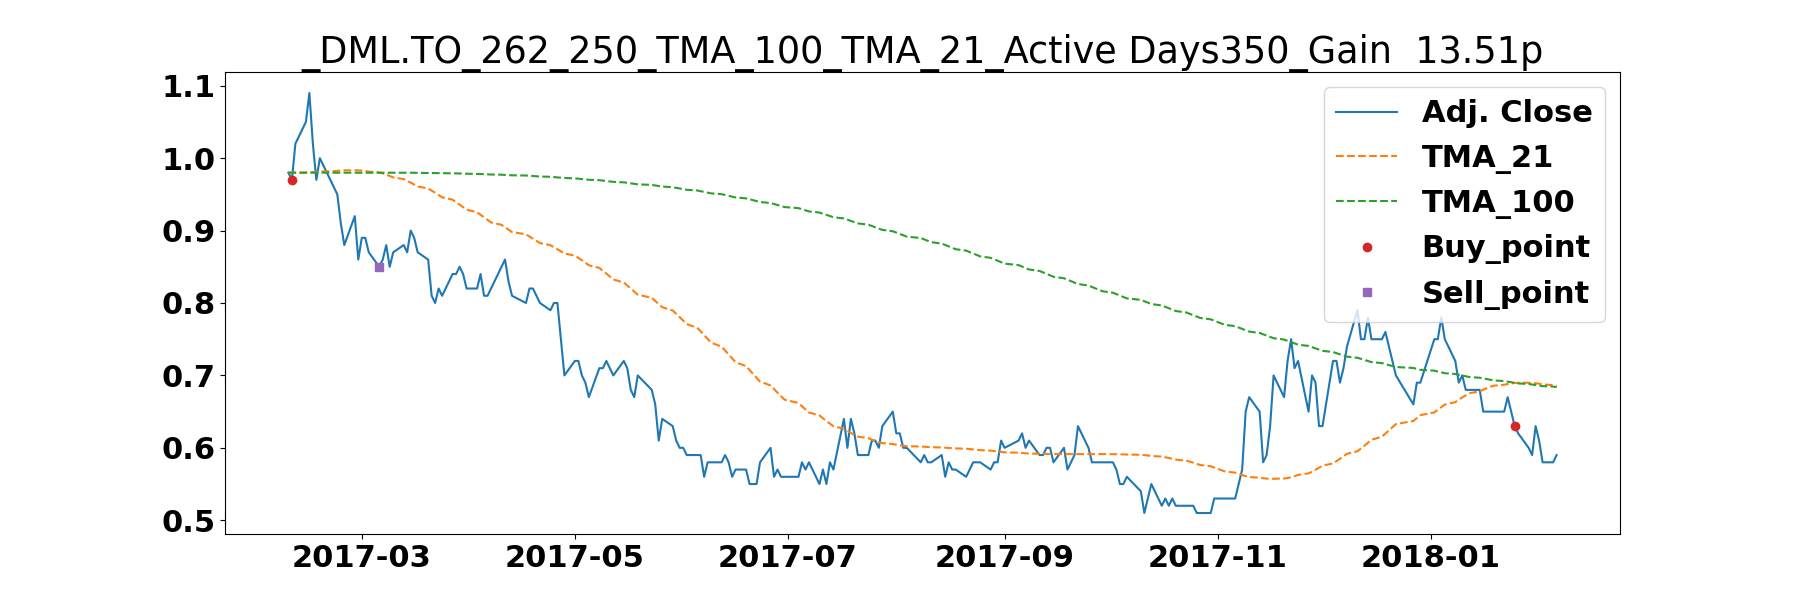 _DML.TO_262_250_TMA_100_TMA_21_Active Days350_Gain  13.51p
1.1
1.0
0.9
0.8
0.7
0.6
0.5
Adj. Close
TMA_21
TMA_100
Buy_point
Sell_point
2017-03 2017-05 2017-07 2017-09 2017-11 2018-01